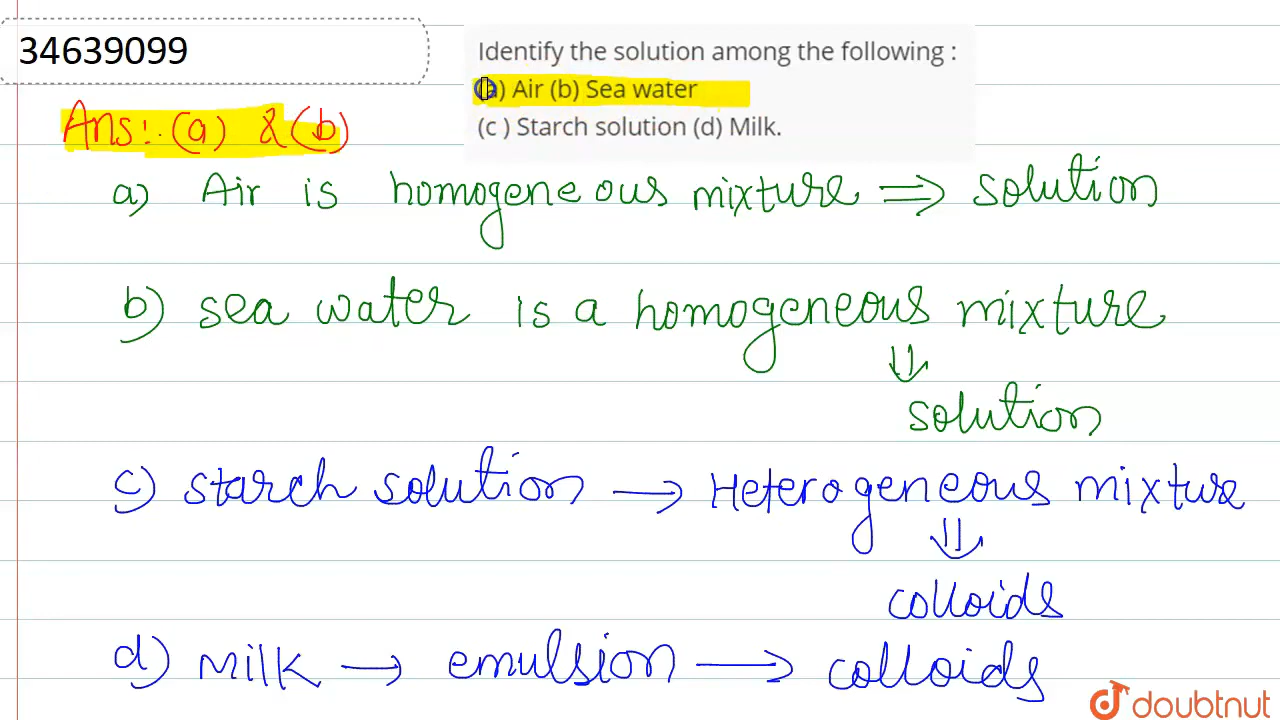 34639099
Identify the solution among the following :
(a) Air (b) Sea water
(c ) Starch solution (d) Milk.
Ans:. (a) & (b)
a) Air is homogeneous mixture ⇒ solution
b) sea water is a homogeneous mixture
⇓
solution
c) starch solution → Heterogeneous mixture
⇓
colloids
d) Milk → emulsion → colloids
doubtnut